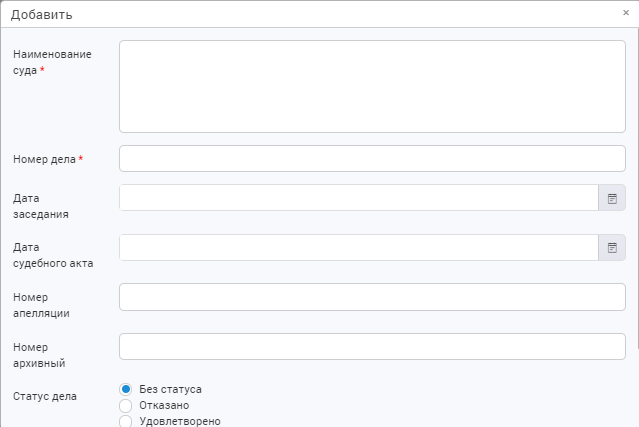 Добавить ×
Наименование
суда *
Номер дела *
Дата
заседания
Дата
судебного акта
Номер
апелляции
Номер
архивный
Статус дела
Без статуса
Отказано
Удовлетворено